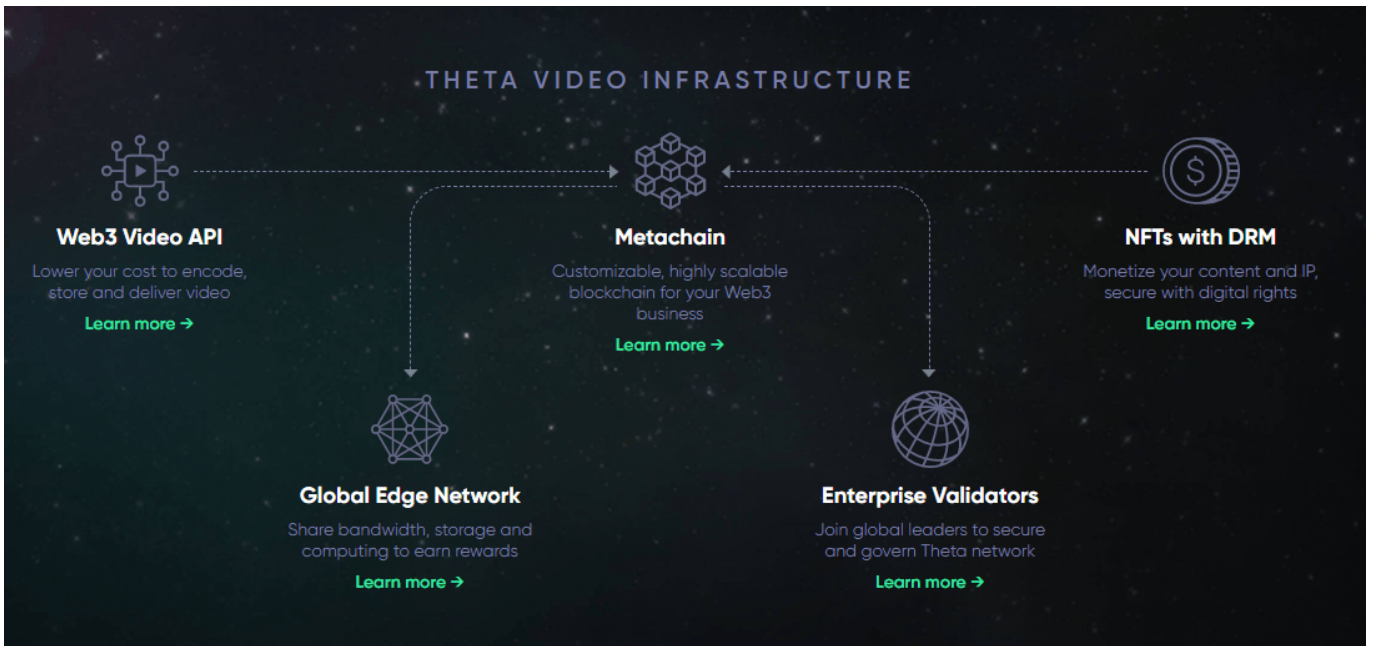 THETA VIDEO INFRASTRUCTURE
Web3 Video API
Lower your cost to encode,
store and deliver video
Learn more →
Metachain
Customizable, highly scalable
blockchain for your Web3
business
Learn more →
NFTs with DRM
Monetize your content and IP,
secure with digital rights
Learn more →
Global Edge Network
Share bandwidth, storage and
computing to earn rewards
Learn more →
Enterprise Validators
Join global leaders to secure
and govern Theta network
Learn more →